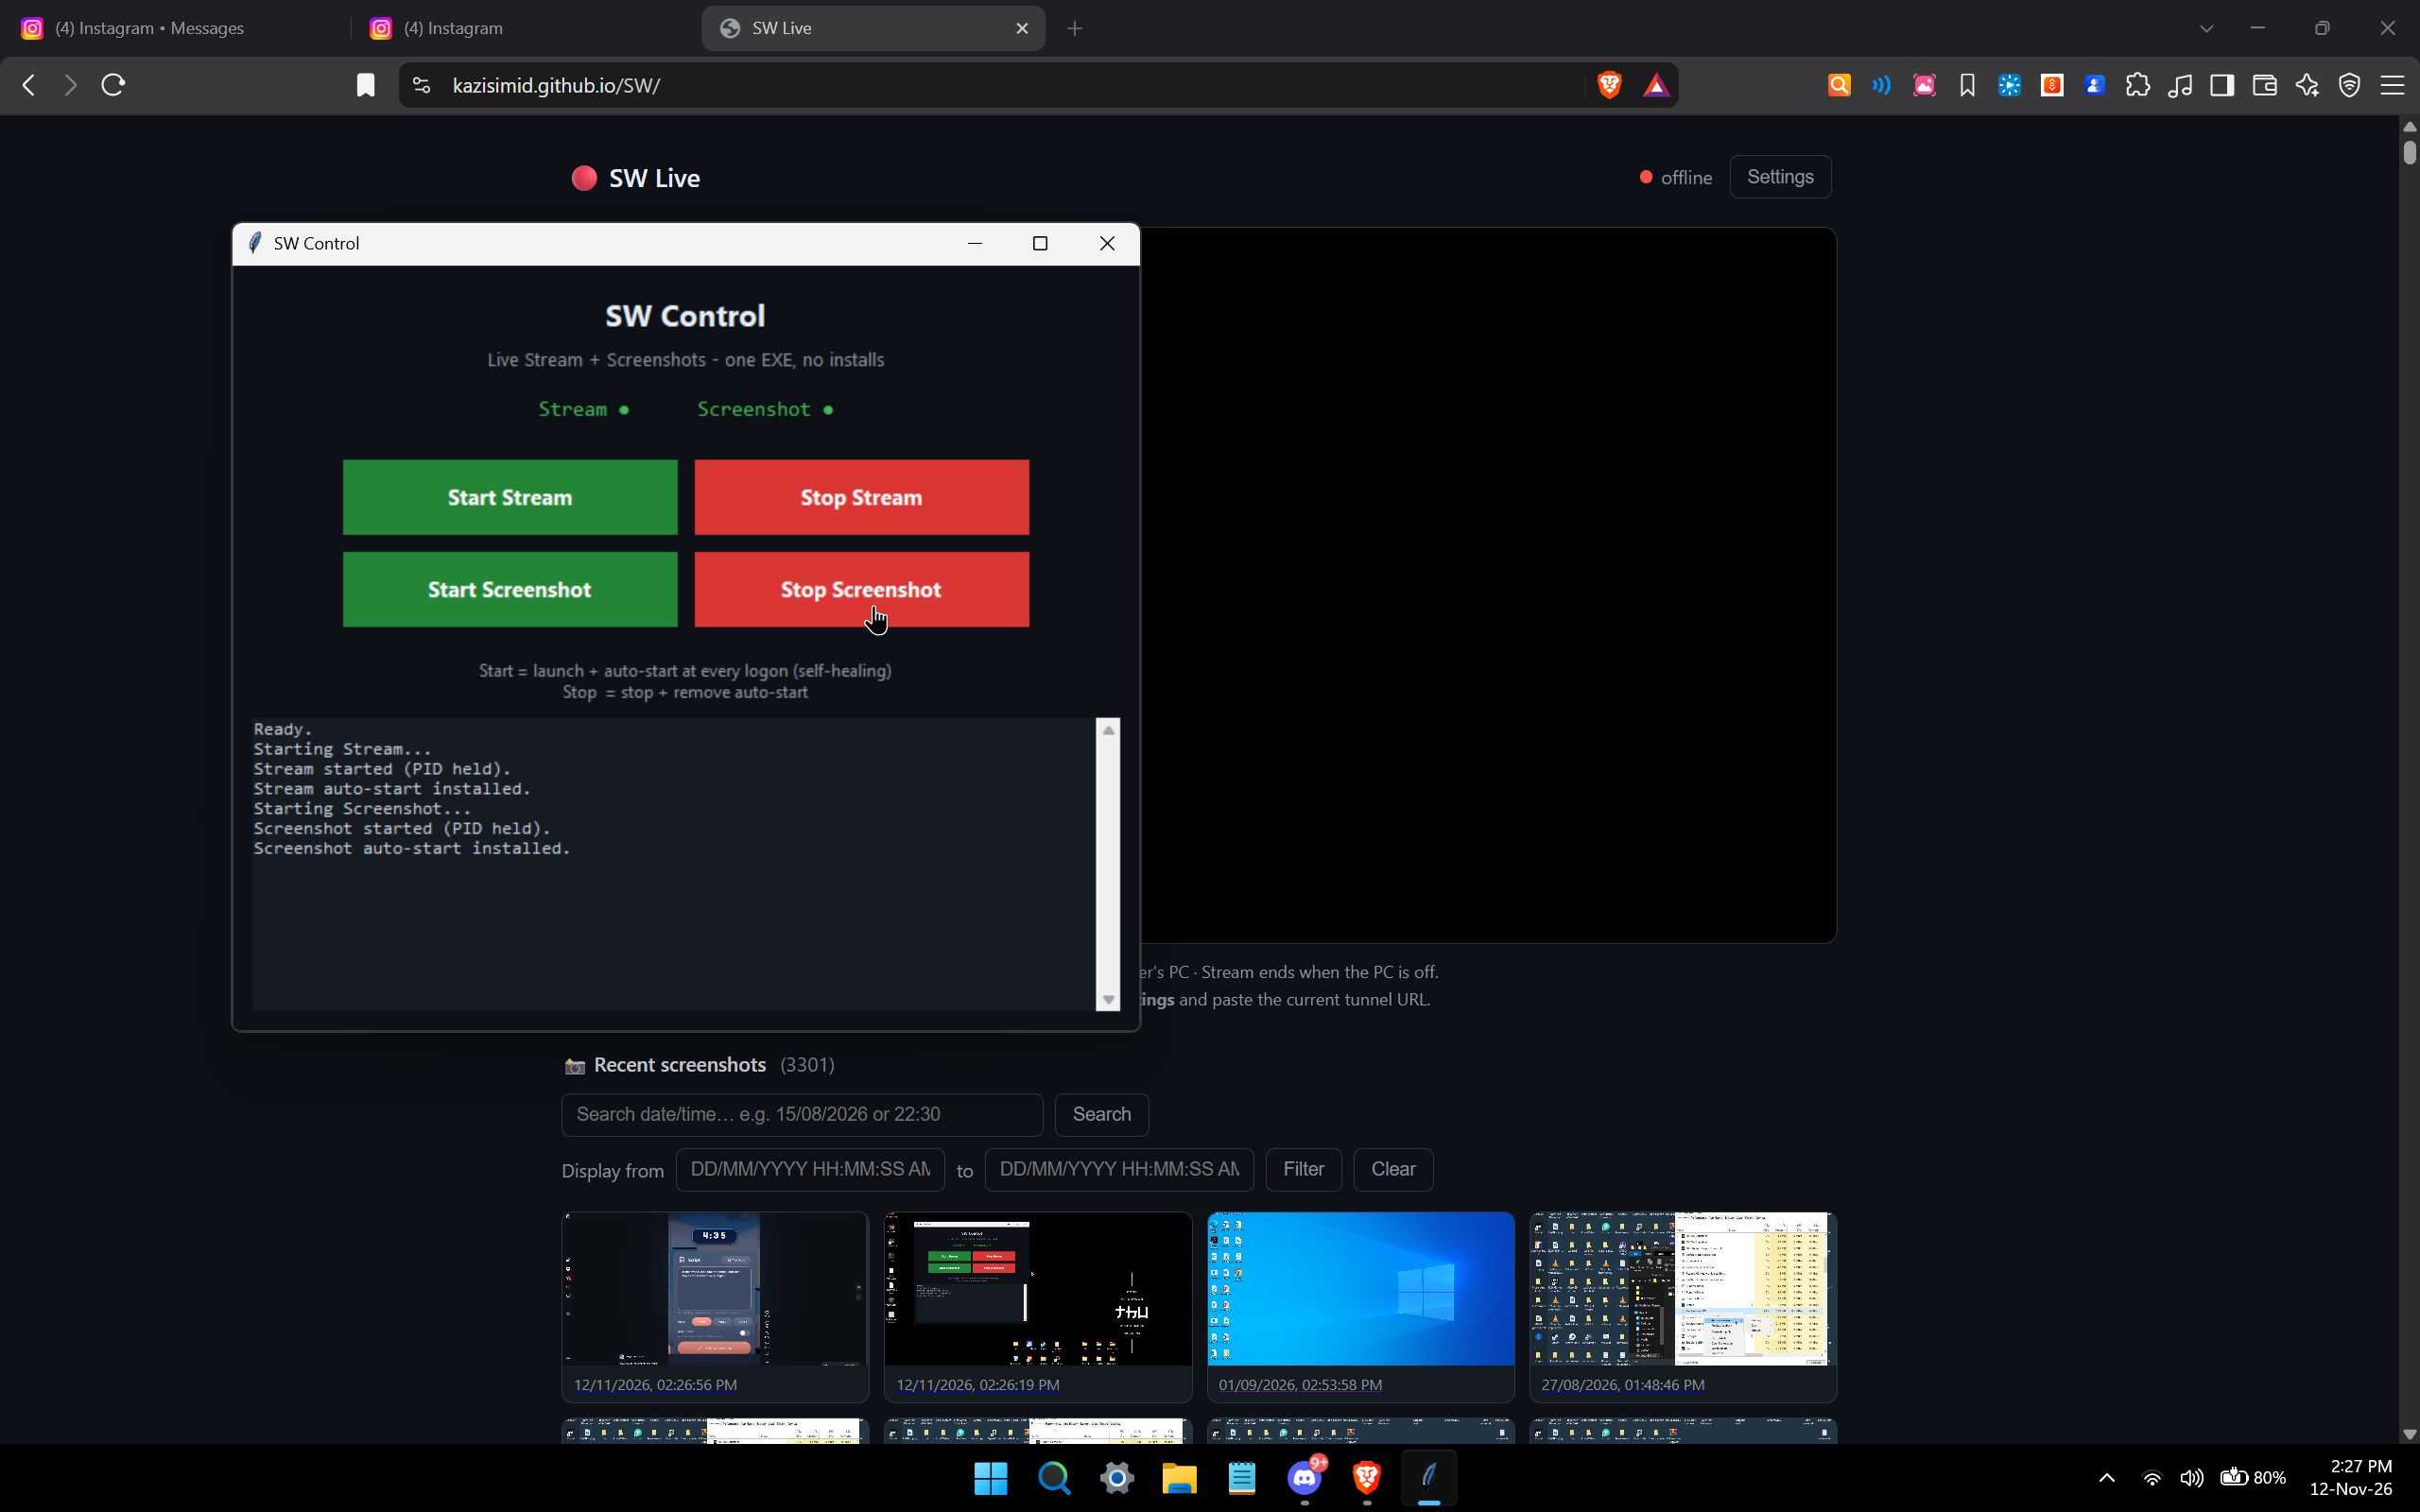 (4) Instagram • Messages
(4) Instagram
SW Live
kazisimid.github.io/SW/
SW Live
offline
Settings
SW Control
SW Control
Live Stream + Screenshots - one EXE, no installs
Stream ●
Screenshot ●
Start Stream
Stop Stream
Start Screenshot
Stop Screenshot
Start = launch + auto-start at every logon (self-healing)
Stop = stop + remove auto-start
Ready.
Starting Stream...
Stream started (PID held).
Stream auto-start installed.
Starting Screenshot...
Screenshot started (PID held).
Screenshot auto-start installed.
er's PC · Stream ends when the PC is off.
ings and paste the current tunnel URL.
Recent screenshots (3301)
Search date/time... e.g. 15/08/2026 or 22:30
Search
Display from
DD/MM/YYYY HH:MM:SS AM
to
DD/MM/YYYY HH:MM:SS AM
Filter
Clear
4:35
12/11/2026, 02:26:56 PM
12/11/2026, 02:26:19 PM
01/09/2026, 02:53:58 PM
27/08/2026, 01:48:46 PM
9+
80%
2:27 PM
12-Nov-26